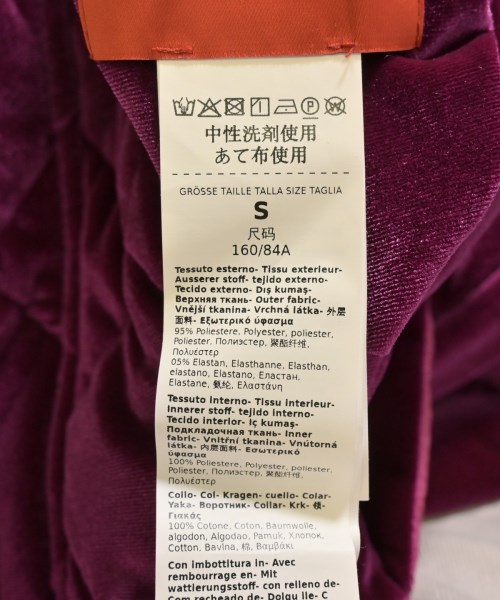 中性洗剤使用
あて布使用
GRÖSSE TAILLE TALLA SIZE TAGLIA
S
尺码
160/84A
Tessuto esterno- Tissu exterieur-
Ausserer stoff- tejido externo-
Tecido externo- Dış kumaş-
Верхняя ткань- Outer fabric-
Vnější tkanina- Vrchná látka- 外层
面料- Εξωτερικό ύφασμα
95% Poliestere, Polyester, poliester,
Poliester, Полиэстер, 聚酯纤维,
Πολυέστερ
05% Elastan, Elasthanne, Elasthan,
elastano, Elastano, Еластан,
Elastane, 氨纶, Ελαστάνη
Tessuto interno- Tissu interieur-
Innerer stoff- tejido interno-
Tecido interior- Iç kumaş-
Подкладочная ткань- Inner
fabric- Vnitřní tkanina- Vnútorná
látka- 内层面料- Εσωτερικό
ύφασμα
100% Poliestere, Polyester, poliester,
Poliester, Полиэстер, 聚酯纤维,
Πολυέστερ
Collo- Col- Kragen- cuello- Colar-
Yaka- Воротник- Collar- Krk- 领-
Γιακάς
100% Cotone, Coton, Baumwolle,
algodon, Algodao, Pamuk, Хлопок,
Cotton, Bavlna, 棉, Βαμβάκι
Con imbottitura in- Avec
rembourrage en- Mit
wattierungsstoff- con relleno de-
Com recheado de- Dolgu ile- С